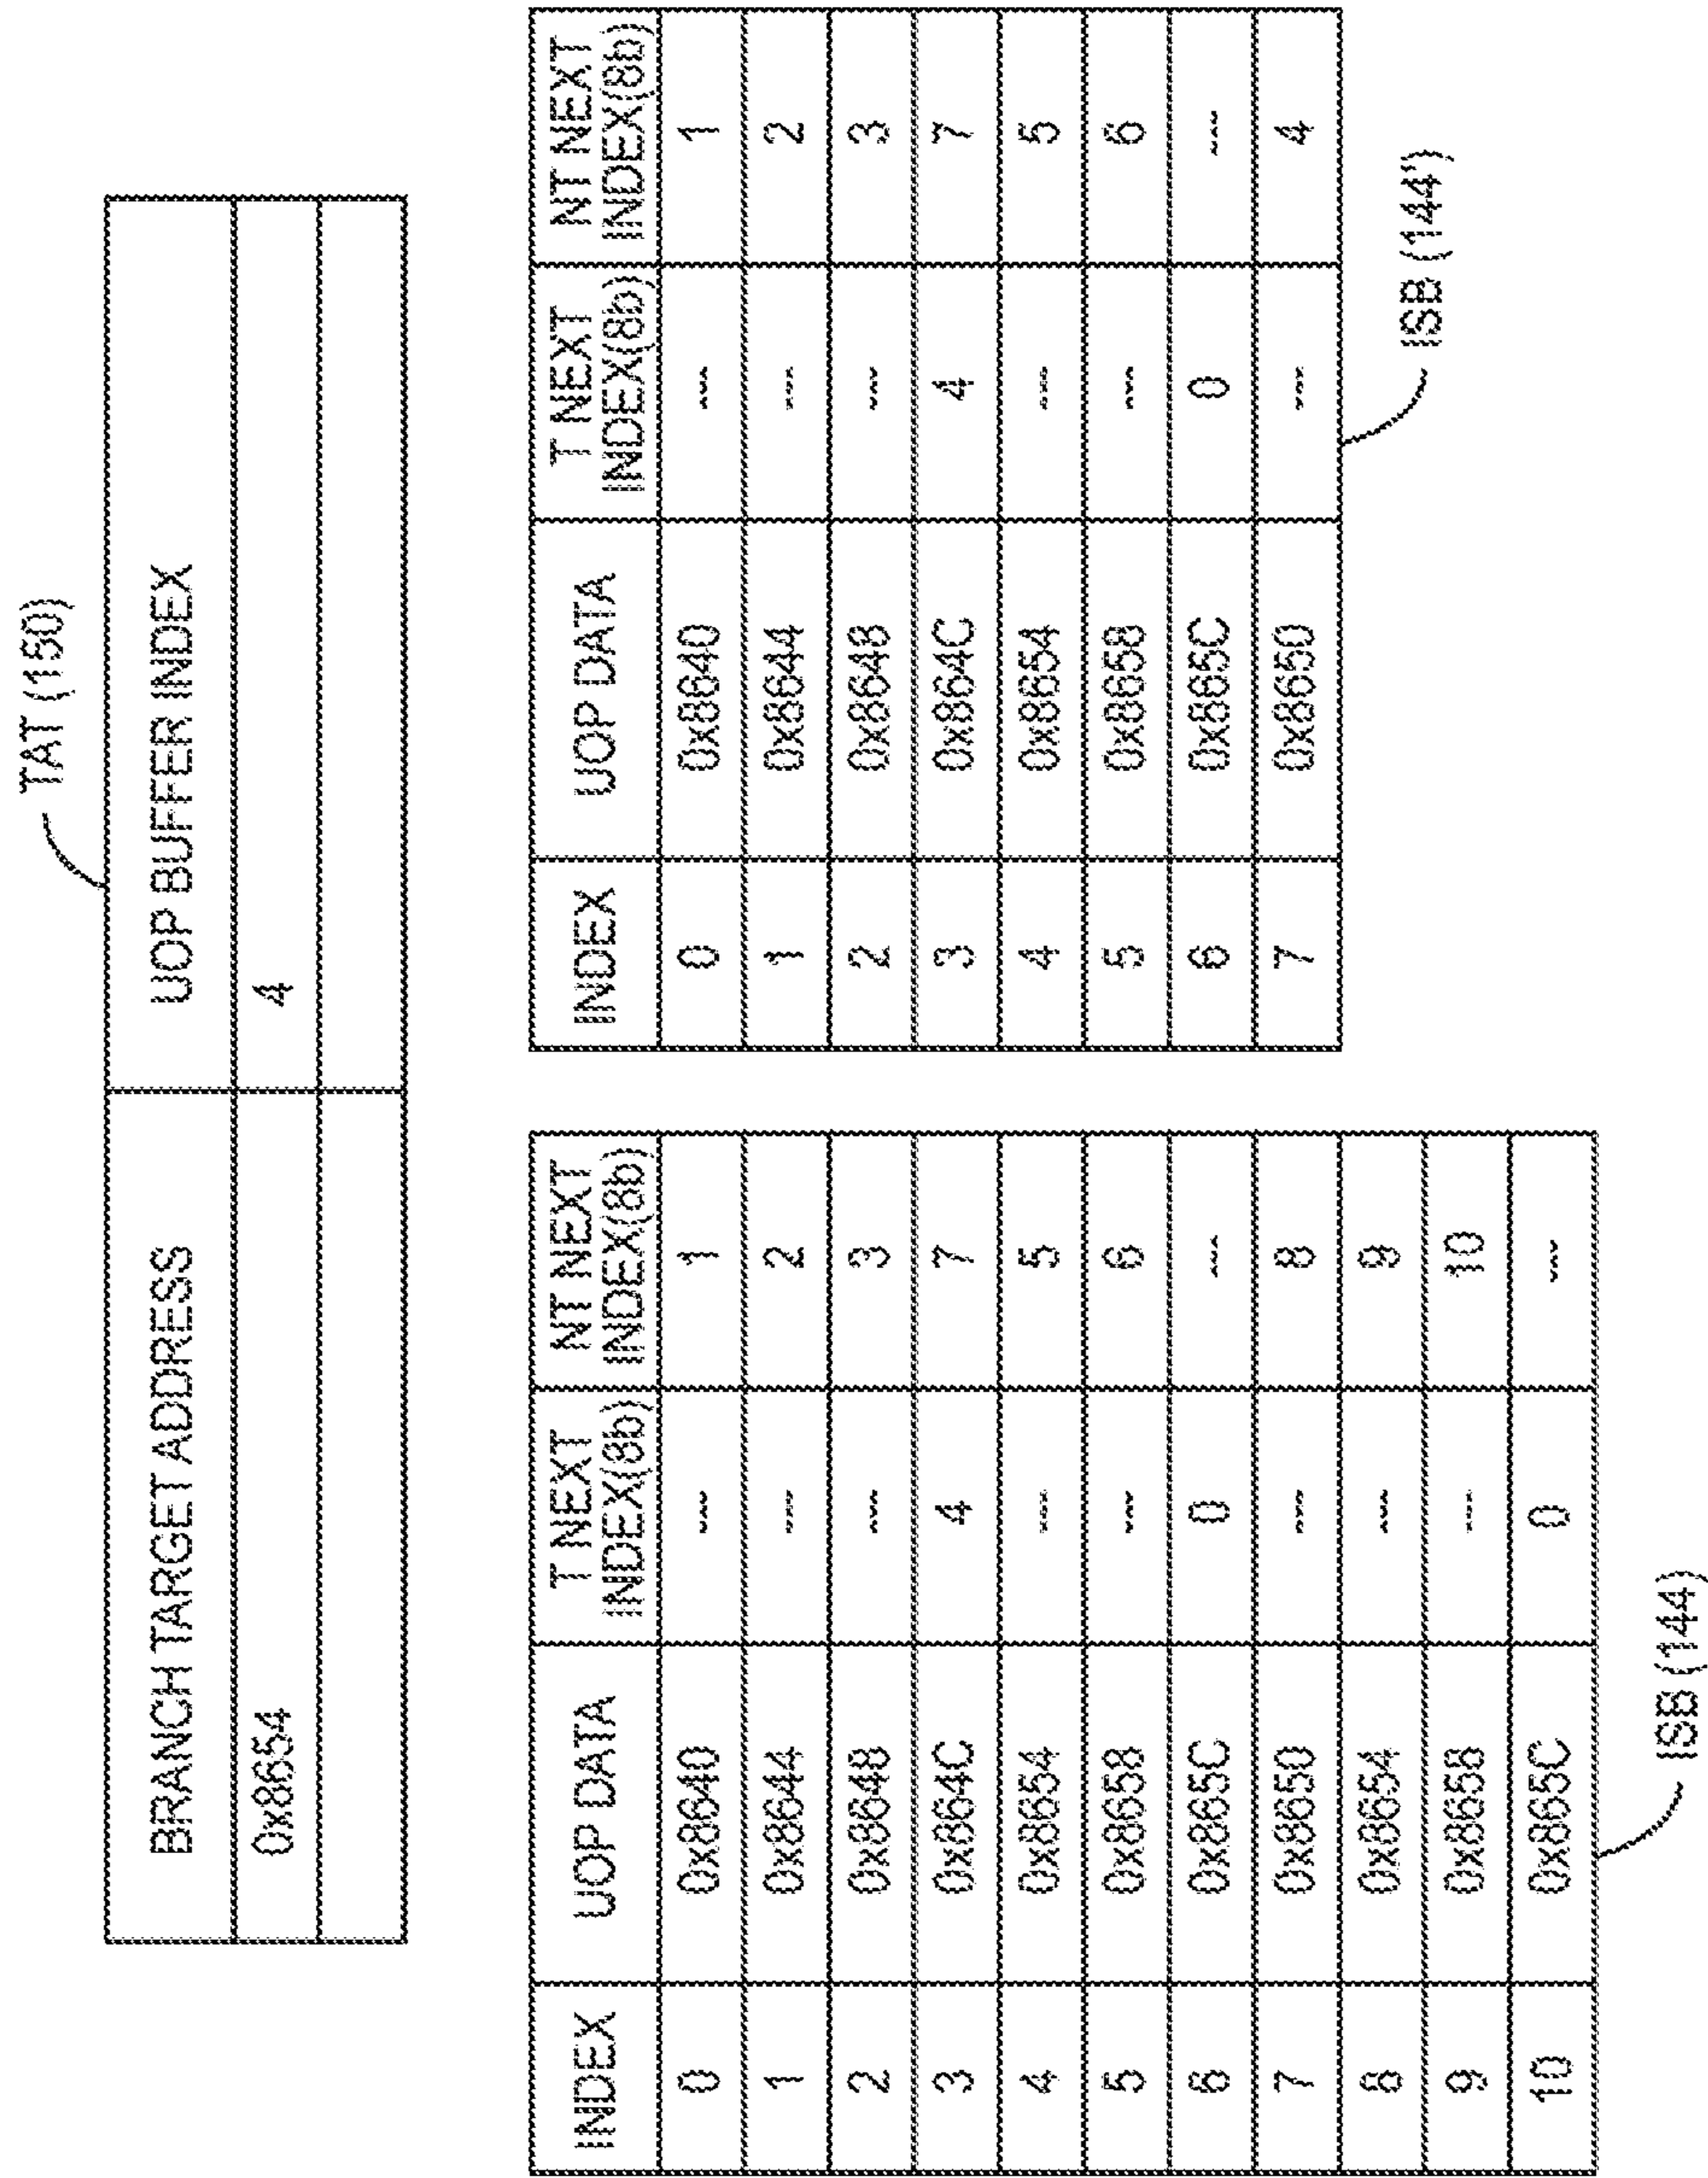 TAT (150)
BRANCH TARGET ADDRESS UOP BUFFER INDEX
0x8654 4
INDEX UOP DATA T NEXT INDEX(8b) NT NEXT INDEX(8b)
0 0x8640 --- 1
1 0x8644 --- 2
2 0x8648 --- 3
3 0x864C 4 7
4 0x8654 --- 5
5 0x8658 --- 6
6 0x865C 0 ---
7 0x8650 --- 8
8 0x8654 --- 9
9 0x8658 --- 10
10 0x865C 0 ---
ISB (144)
INDEX UOP DATA T NEXT INDEX(8b) NT NEXT INDEX(8b)
0 0x8640 --- 1
1 0x8644 --- 2
2 0x8648 --- 3
3 0x864C 4 7
4 0x8654 --- 5
5 0x8658 --- 6
6 0x865C 0 ---
7 0x8650 --- 4
ISB (144')